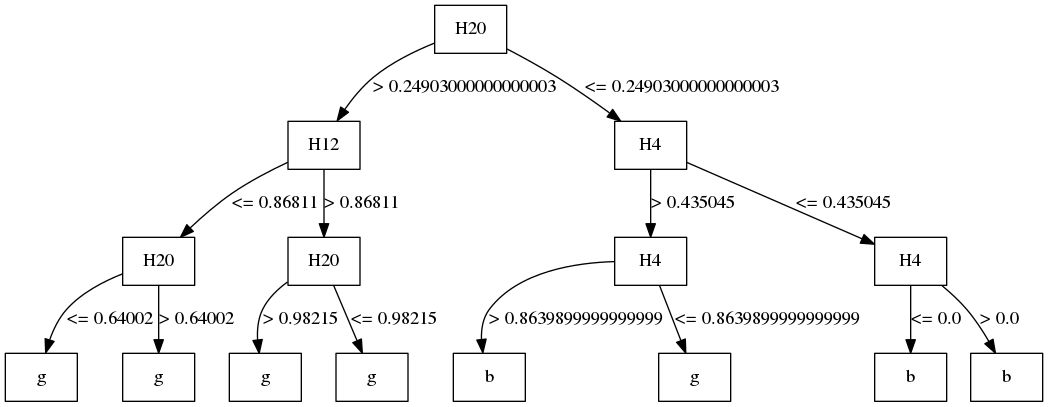 H20
> 0.24903000000000003
<= 0.24903000000000003
H12
H4
<= 0.86811
> 0.86811
> 0.435045
<= 0.435045
H20
H20
H4
H4
<= 0.64002
> 0.64002
> 0.98215
<= 0.98215
> 0.8639899999999999
<= 0.8639899999999999
<= 0.0
> 0.0
g
g
g
g
b
g
b
b